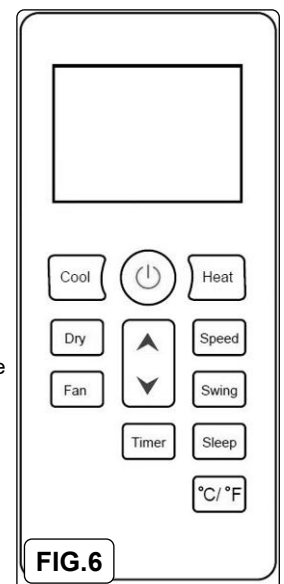 Cool Heat
Dry Speed
e
Fan Swing
Timer Sleep
°C/°F
FIG.6